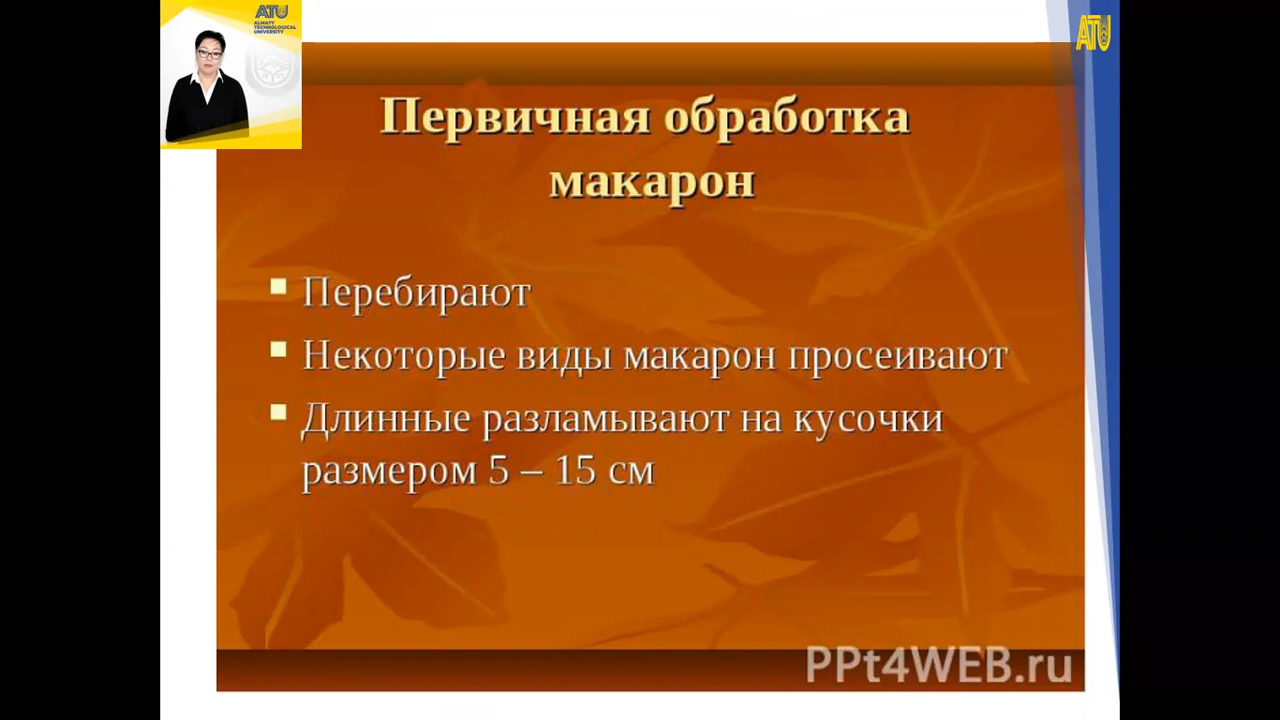 ATU
ALMATY
TECHNOLOGICAL
UNIVERSITY
ATU
Первичная обработка
макарон
Перебирают
Некоторые виды макарон просеивают
Длинные разламывают на кусочки
размером 5 – 15 см
PPt4WEB.ru